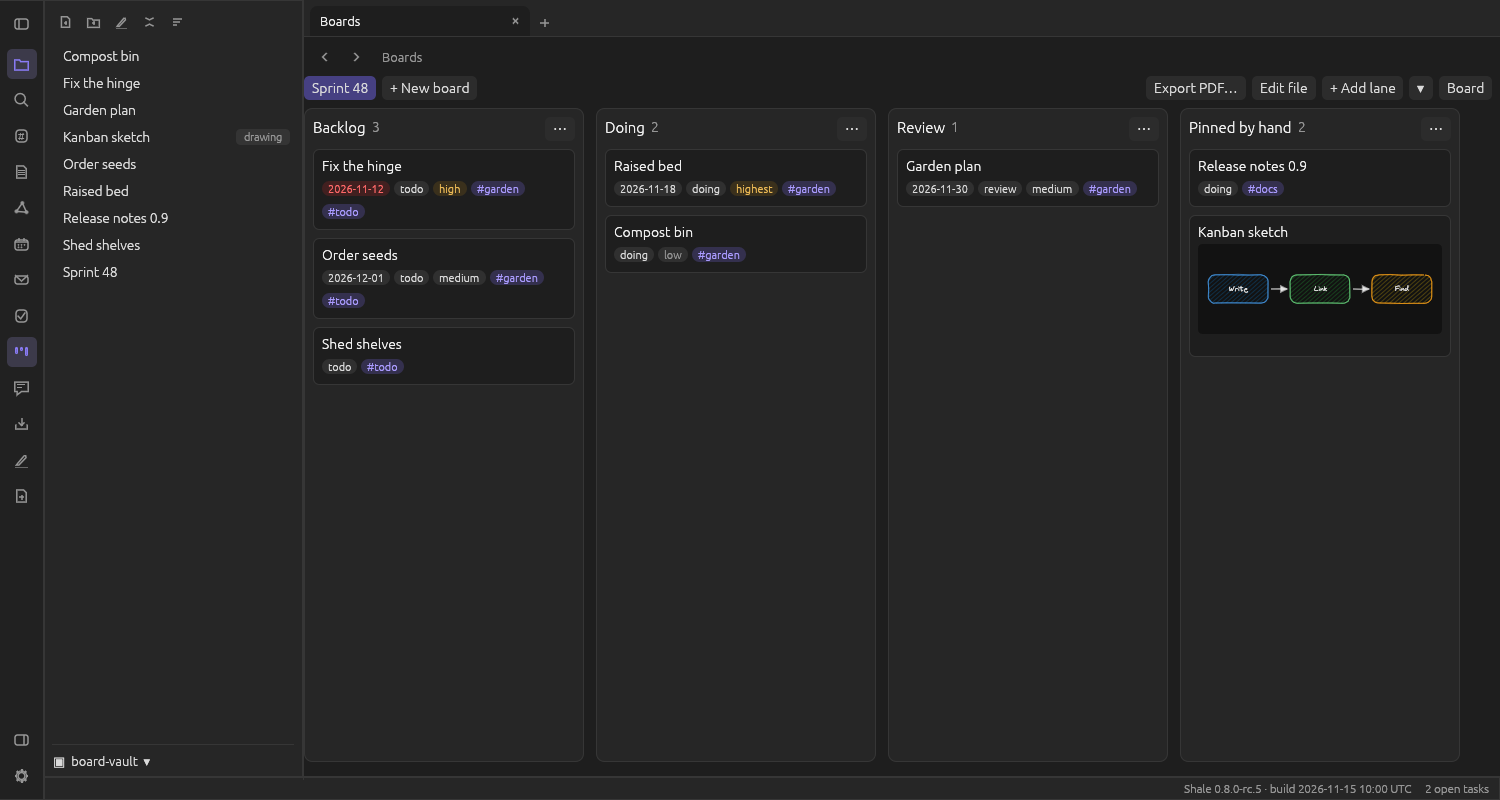 Boards ×
+
Compost bin
Fix the hinge
Garden plan
Kanban sketch drawing
Order seeds
Raised bed
Release notes 0.9
Shed shelves
Sprint 48
board-vault ▾
Boards
Sprint 48 + New board Export PDF... Edit file + Add lane ▾ Board
Backlog 3 ...
Fix the hinge
2026-11-12 todo high #garden
#todo
Order seeds
2026-12-01 todo medium #garden
#todo
Shed shelves
todo #todo
Doing 2 ...
Raised bed
2026-11-18 doing highest #garden
Compost bin
doing low #garden
Review 1 ...
Garden plan
2026-11-30 review medium #garden
Pinned by hand 2 ...
Release notes 0.9
doing #docs
Kanban sketch
Write Link Find
Shale 0.8.0-rc.5 · build 2026-11-15 10:00 UTC 2 open tasks